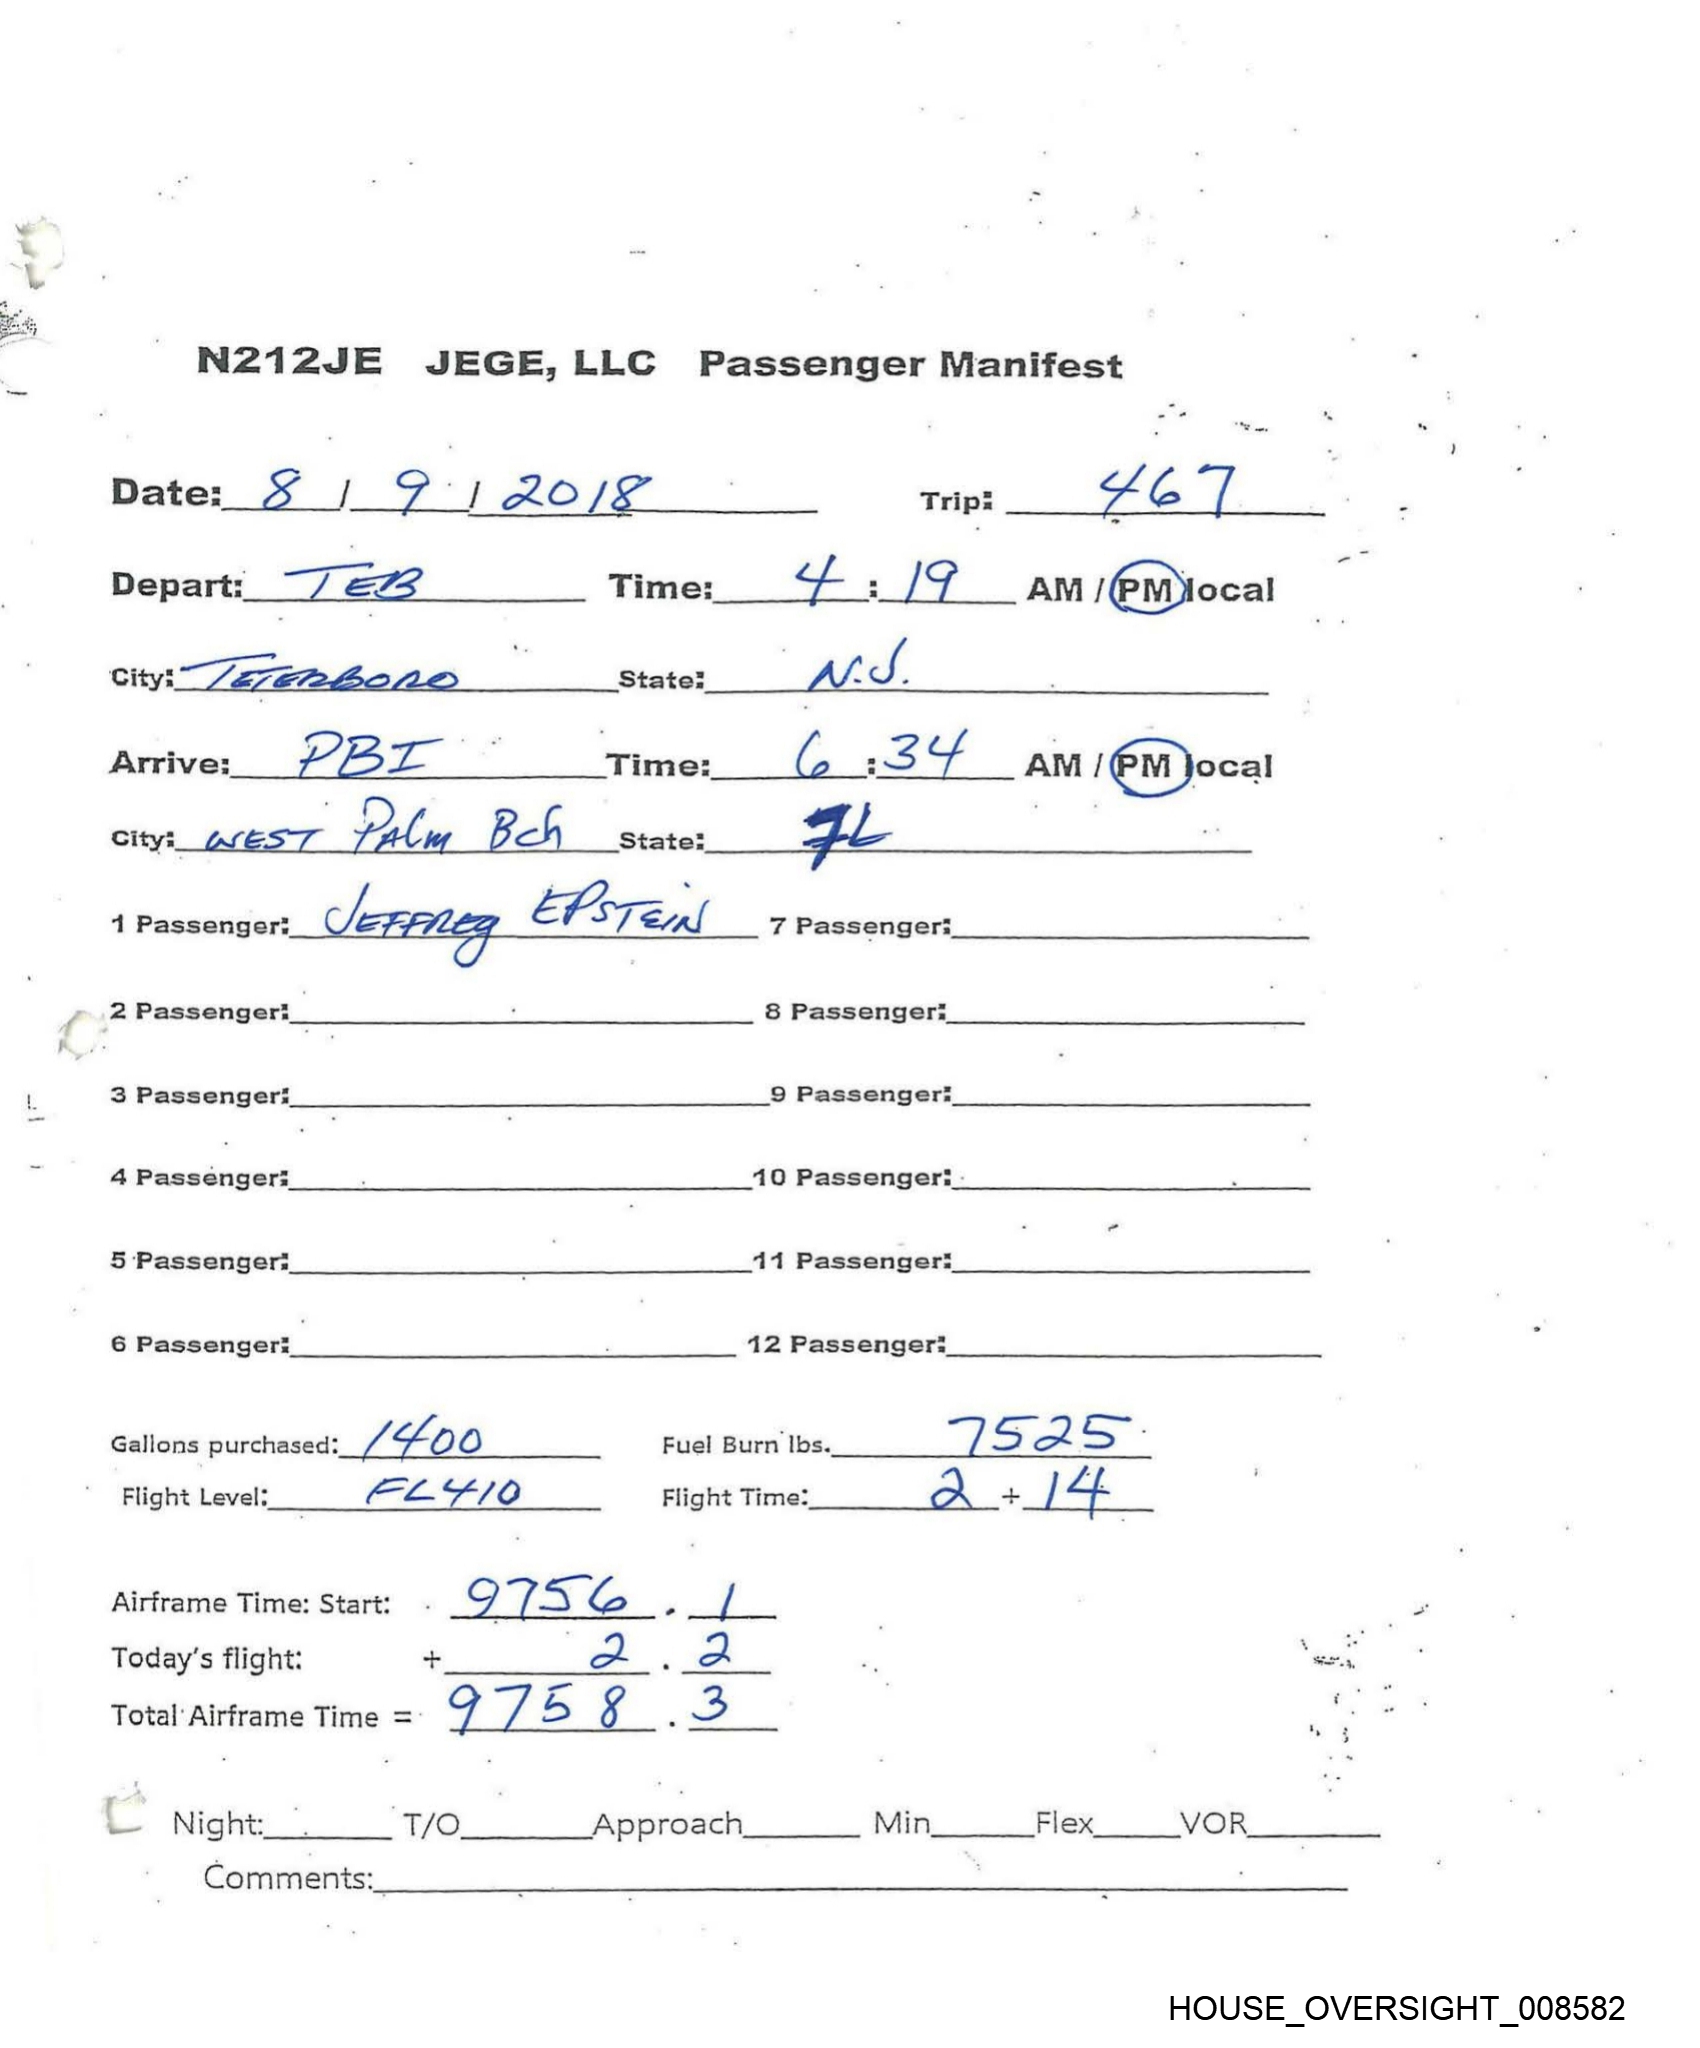 N212JE JEGE, LLC Passenger Manifest
Date: 8 / 9 / 2018 Trip: 467
Depart: TEB Time: 4 : 19 AM / PM local
City: TETERBORO State: N.J.
Arrive: PBI Time: 6 : 34 AM / PM local
City: WEST PALM Bch State: FL
1 Passenger: JEFFREy EPSTEIN 7 Passenger:
2 Passenger: 8 Passenger:
3 Passenger: 9 Passenger:
4 Passenger: 10 Passenger:
5 Passenger: 11 Passenger:
6 Passenger: 12 Passenger:
Gallons purchased: 1400 Fuel Burn lbs. 7525
Flight Level: FL410 Flight Time: 2 + 14
Airframe Time: Start: 9756 . 1
Today's flight: + 2 . 2
Total Airframe Time = 9758 . 3
Night: T/O Approach Min Flex VOR
Comments:
HOUSE_OVERSIGHT_008582